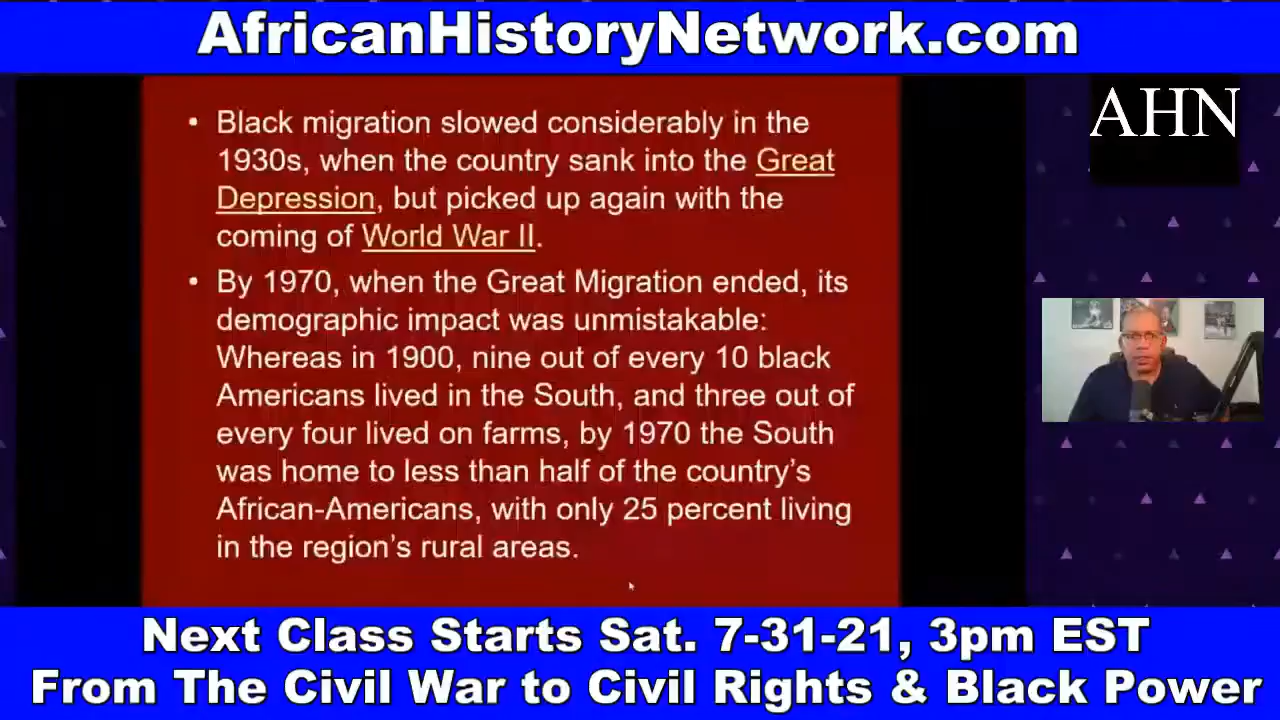 AfricanHistoryNetwork.com
AHN
• Black migration slowed considerably in the
1930s, when the country sank into the Great
Depression, but picked up again with the
coming of World War II.
• By 1970, when the Great Migration ended, its
demographic impact was unmistakable:
Whereas in 1900, nine out of every 10 black
Americans lived in the South, and three out of
every four lived on farms, by 1970 the South
was home to less than half of the country's
African-Americans, with only 25 percent living
in the region's rural areas.
Next Class Starts Sat. 7-31-21, 3pm EST
From The Civil War to Civil Rights & Black Power